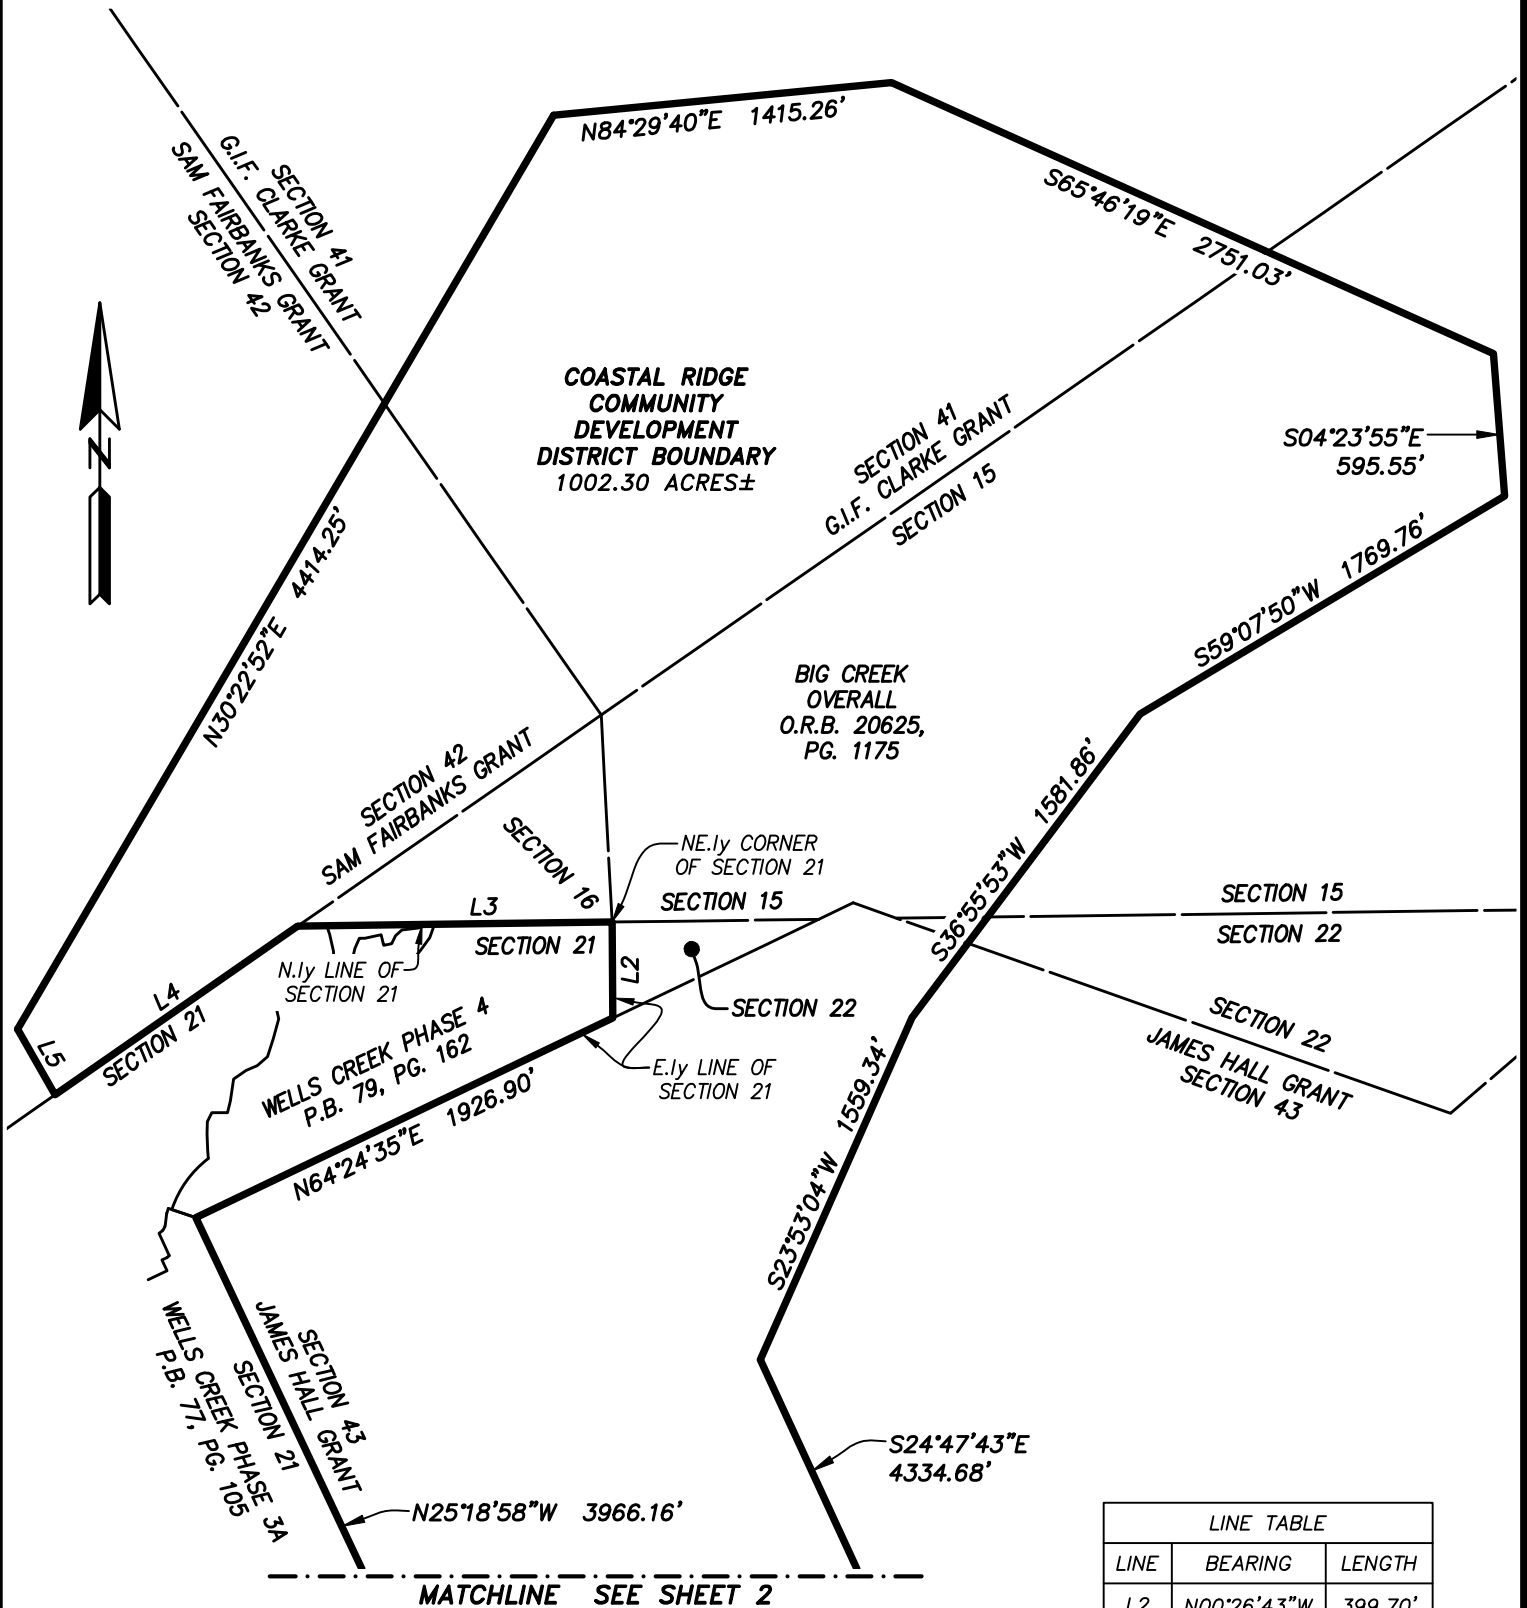 N84°29'40"E 1415.26'
S65°46'19"E 2751.03'
SECTION 41
G.I.F. CLARKE GRANT
SAM FAIRBANKS GRANT
SECTION 42
N
COASTAL RIDGE
COMMUNITY
DEVELOPMENT
DISTRICT BOUNDARY
1002.30 ACRES±
SECTION 41
G.I.F. CLARKE GRANT
SECTION 15
S04°23'55"E
595.55'
N30°22'52"E 4414.25'
S59°07'50"W 1769.76'
BIG CREEK
OVERALL
O.R.B. 20625,
PG. 1175
SECTION 42
SAM FAIRBANKS GRANT
SECTION 16
NE.ly CORNER
OF SECTION 21
S36°55'53"W 1581.86'
L3
SECTION 15
SECTION 15
SECTION 21
SECTION 22
N.ly LINE OF
SECTION 21
L2
L4
SECTION 21
L5
SECTION 22
SECTION 22
JAMES HALL GRANT
SECTION 43
WELLS CREEK PHASE 4
P.B. 79, PG. 162
E.ly LINE OF
SECTION 21
N64°24'35"E 1926.90'
S23°53'04"W 1559.34'
SECTION 43
JAMES HALL GRANT
SECTION 21
WELLS CREEK PHASE 3A
P.B. 77, PG. 105
S24°47'43"E
4334.68'
N25°18'58"W 3966.16'
MATCHLINE SEE SHEET 2
LINE TABLE
LINE BEARING LENGTH
L2 N00°26'43"W 399.70'